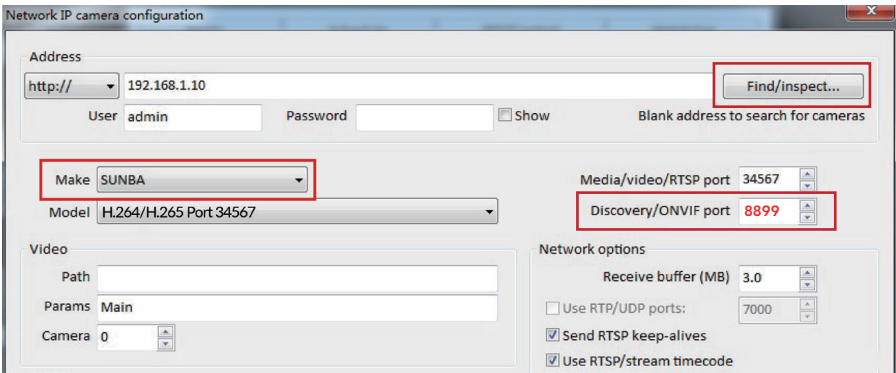 Network IP camera configuration
x
Address
http:// 192.168.1.10 Find/inspect...
User admin Password Show Blank address to search for cameras
Make SUNBA Media/video/RTSP port 34567
Model H.264/H.265 Port 34567 Discovery/ONVIF port 8899
Video Network options
Path Receive buffer (MB) 3.0
Params Main Use RTP/UDP ports: 7000
Camera 0 Send RTSP keep-alives
Use RTSP/stream timecode